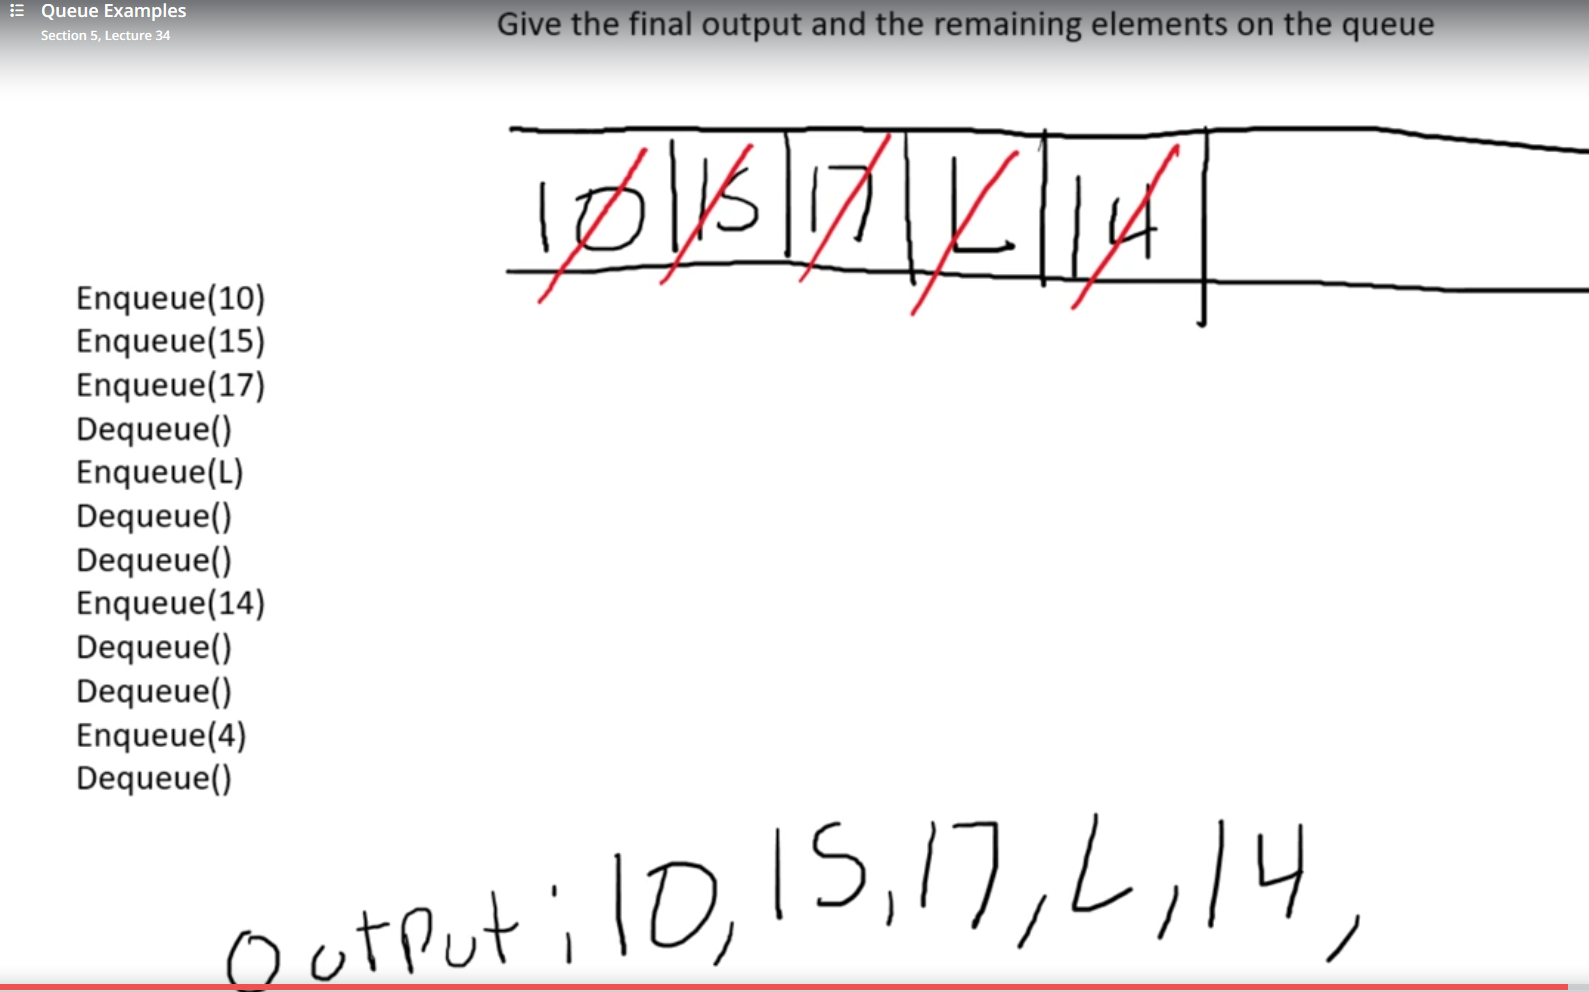 Queue Examples
Section 5, Lecture 34
Give the final output and the remaining elements on the queue
10 15 17 L 14
Enqueue(10)
Enqueue(15)
Enqueue(17)
Dequeue()
Enqueue(L)
Dequeue()
Dequeue()
Enqueue(14)
Dequeue()
Dequeue()
Enqueue(4)
Dequeue()
Output: 10, 15, 17, L, 14,